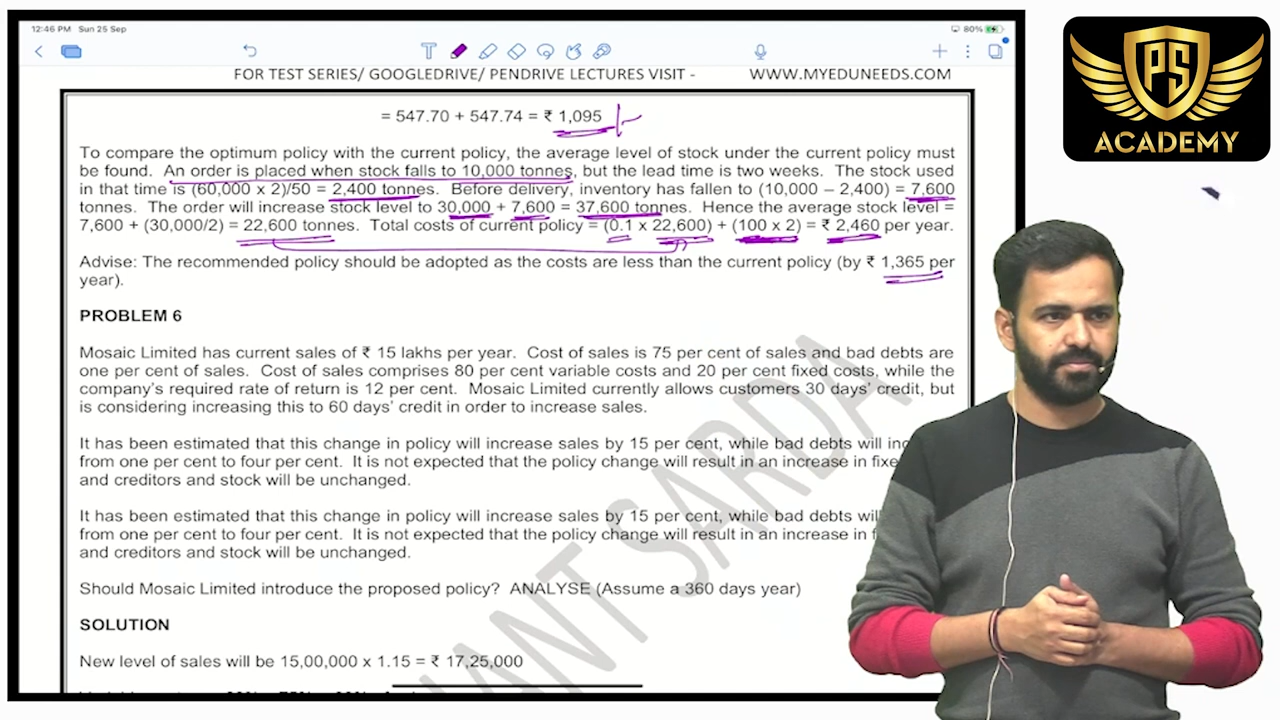 12:46 PM Sun 25 Sep
80%
FOR TEST SERIES/ GOOGLEDRIVE/ PENDRIVE LECTURES VISIT - WWW.MYEDUNEEDS.COM
PS
ACADEMY
= 547.70 + 547.74 = ₹ 1,095
To compare the optimum policy with the current policy, the average level of stock under the current policy must
be found. An order is placed when stock falls to 10,000 tonnes, but the lead time is two weeks. The stock used
in that time is (60,000 x 2)/50 = 2,400 tonnes. Before delivery, inventory has fallen to (10,000 – 2,400) = 7,600
tonnes. The order will increase stock level to 30,000 + 7,600 = 37,600 tonnes. Hence the average stock level =
7,600 + (30,000/2) = 22,600 tonnes. Total costs of current policy = (0.1 x 22,600) + (100 x 2) = ₹ 2,460 per year.
Advise: The recommended policy should be adopted as the costs are less than the current policy (by ₹ 1,365 per
year).
PROBLEM 6
Mosaic Limited has current sales of ₹ 15 lakhs per year. Cost of sales is 75 per cent of sales and bad debts are
one per cent of sales. Cost of sales comprises 80 per cent variable costs and 20 per cent fixed costs, while the
company's required rate of return is 12 per cent. Mosaic Limited currently allows customers 30 days' credit, but
is considering increasing this to 60 days' credit in order to increase sales.
It has been estimated that this change in policy will increase sales by 15 per cent, while bad debts will
from one per cent to four per cent. It is not expected that the policy change will result in an increase in
and creditors and stock will be unchanged.
It has been estimated that this change in policy will increase sales by 15 per cent, while bad debts will
from one per cent to four per cent. It is not expected that the policy change will result in an increase in
and creditors and stock will be unchanged.
Should Mosaic Limited introduce the proposed policy? ANALYSE (Assume a 360 days year)
SOLUTION
New level of sales will be 15,00,000 x 1.15 = ₹ 17,25,000
ANT SARDA